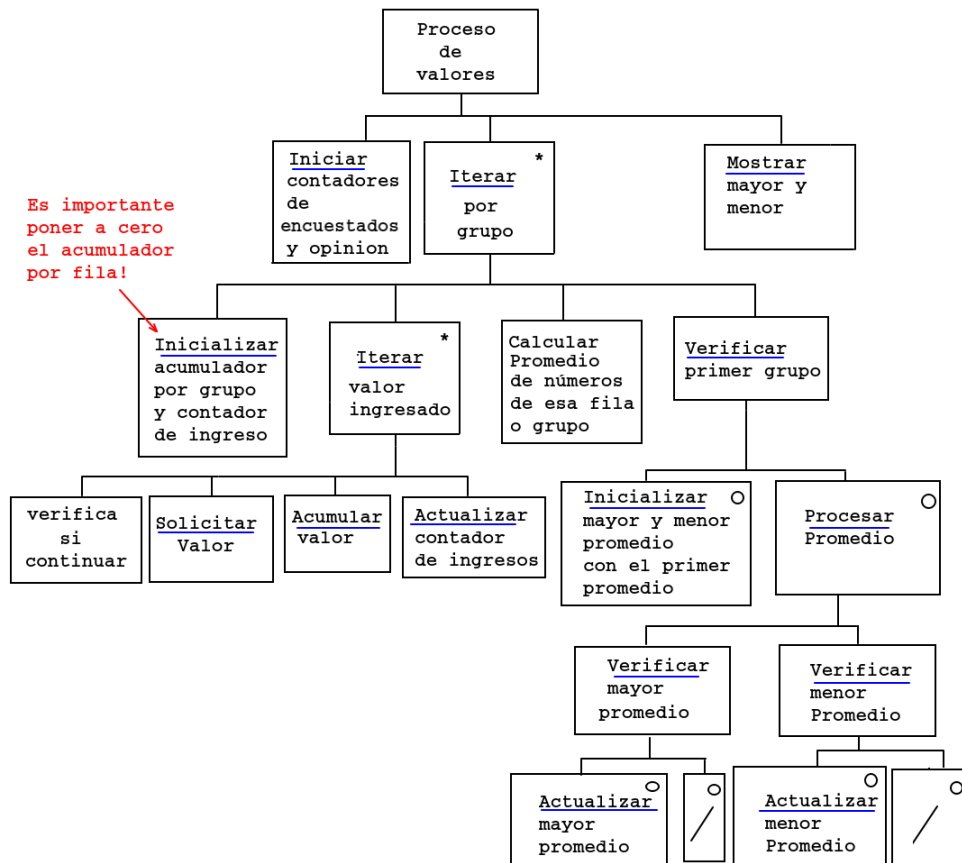 Proceso
de
valores
Iniciar
contadores
de
encuestados
y opinion
*
Iterar
por
grupo
Mostrar
mayor y
menor
Es importante
poner a cero
el acumulador
por fila!
Inicializar
acumulador
por grupo
y contador
de ingreso
*
Iterar
valor
ingresado
Calcular
Promedio
de números
de esa fila
o grupo
Verificar
primer grupo
verifica
si
continuar
Solicitar
Valor
Acumular
valor
Actualizar
contador
de ingresos
Inicializar
mayor y menor
promedio
con el primer
promedio
Procesar
Promedio
Verificar
mayor
promedio
Verificar
menor
Promedio
Actualizar
mayor
promedio
Actualizar
menor
Promedio